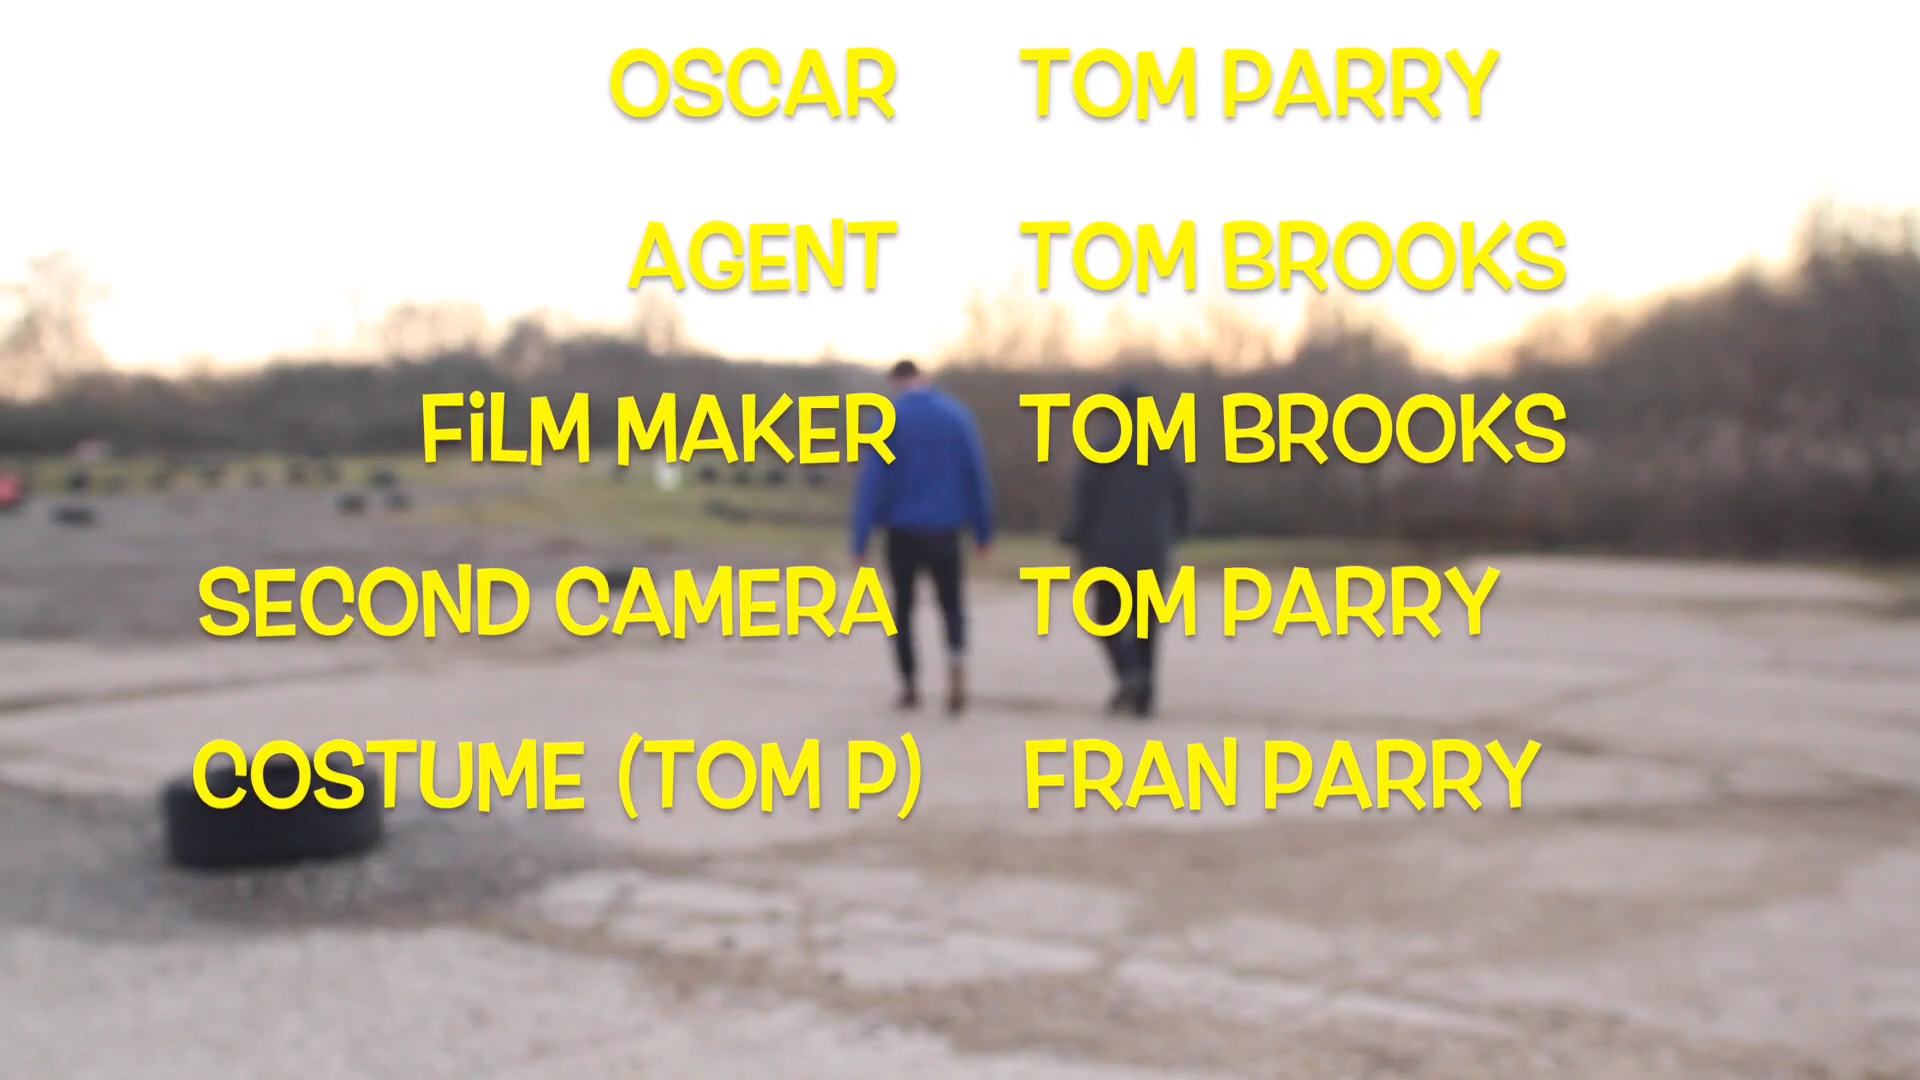 OSCAR TOM PARRY
AGENT TOM BROOKS
FiLM MAKER TOM BROOKS
SECOND CAMERA TOM PARRY
COSTUME (TOM P) FRAN PARRY